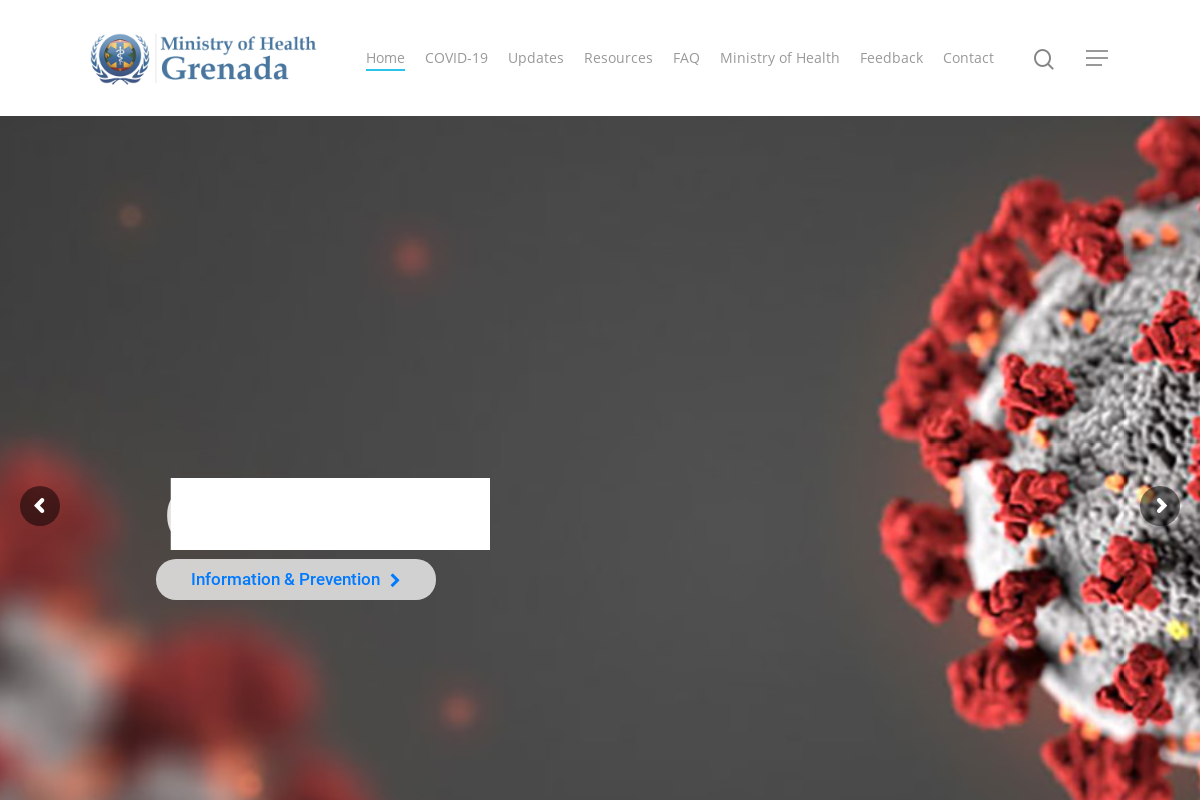 Ministry of Health
Grenada
Home COVID-19 Updates Resources FAQ Ministry of Health Feedback Contact
Information & Prevention